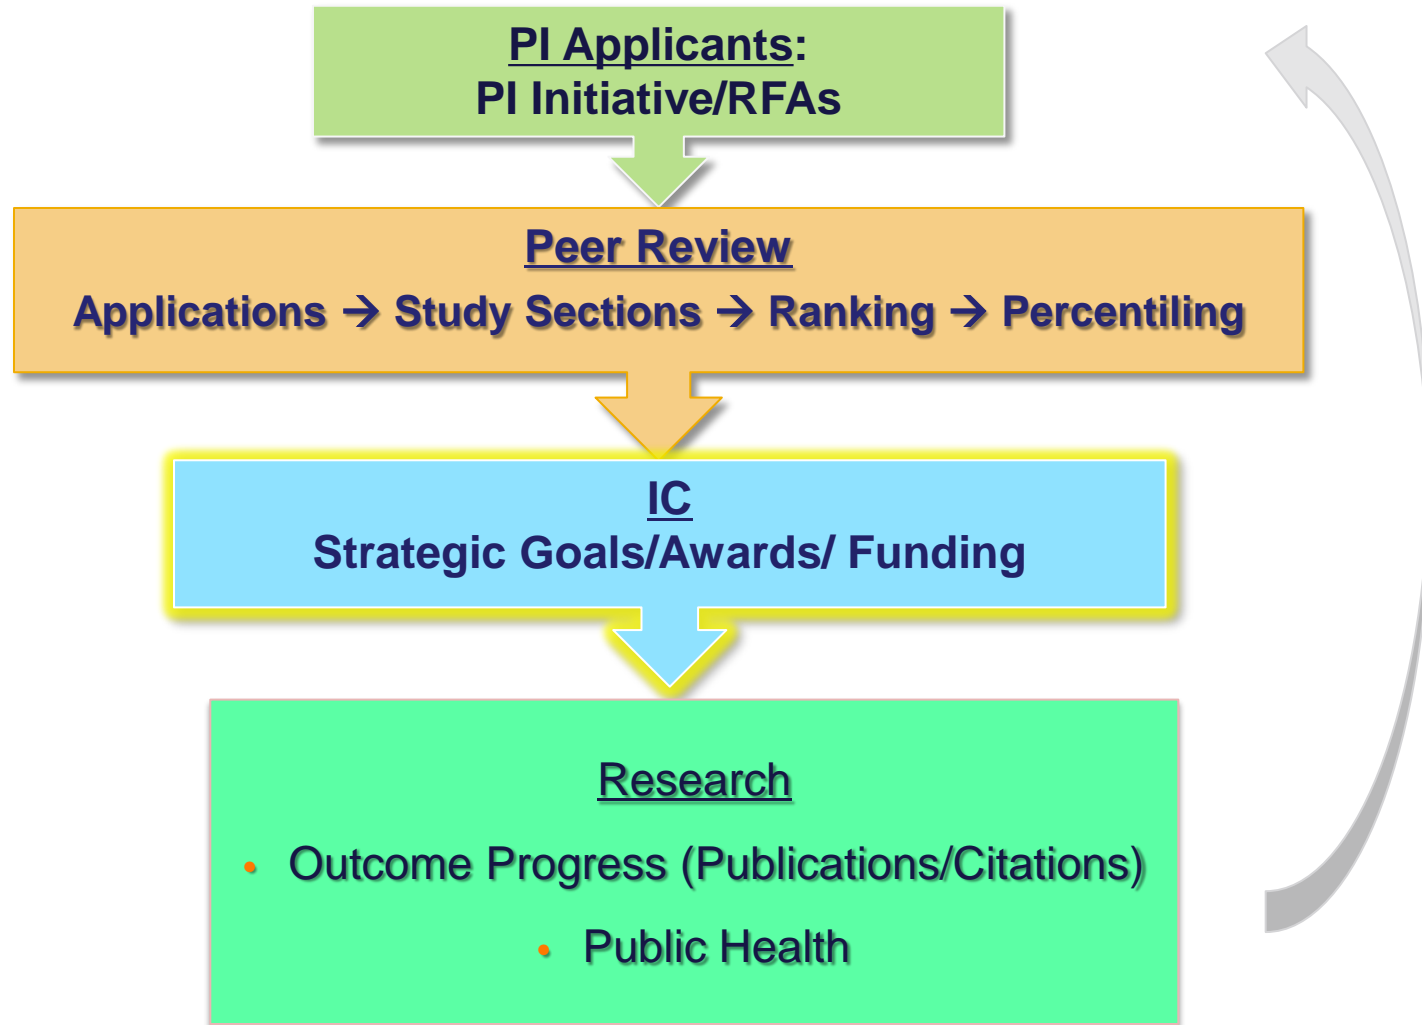 PI Applicants:
PI Initiative/RFAs
Peer Review
Applications → Study Sections → Ranking → Percentiling
IC
Strategic Goals/Awards/ Funding
Research
• Outcome Progress (Publications/Citations)
• Public Health